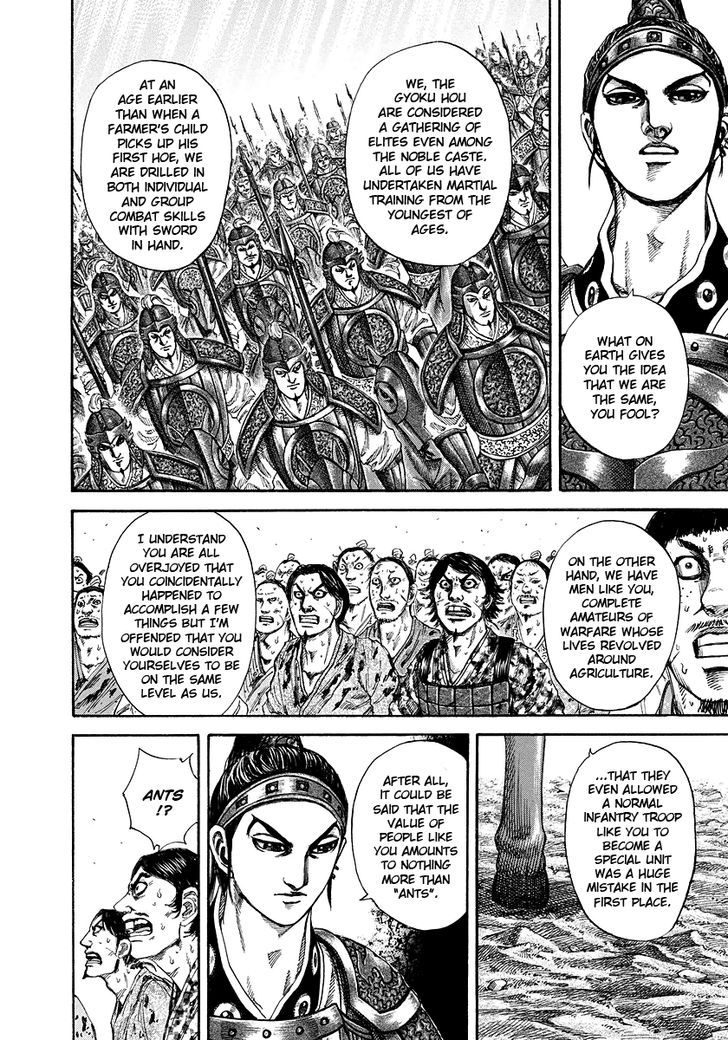 WHAT ON
EARTH GIVES
YOU THE IDEA
THAT WE ARE
THE SAME,
YOU FOOL?
WE, THE
GYOKU HOU
ARE CONSIDERED
A GATHERING OF
ELITES EVEN AMONG
THE NOBLE CASTE.
ALL OF US HAVE
UNDERTAKEN MARTIAL
TRAINING FROM THE
YOUNGEST OF
AGES.
AT AN
AGE EARLIER
THAN WHEN A
FARMER'S CHILD
PICKS UP HIS
FIRST HOE, WE
ARE DRILLED IN
BOTH INDIVIDUAL
AND GROUP
COMBAT SKILLS
WITH SWORD
IN HAND.
ON THE OTHER
HAND, WE HAVE
MEN LIKE YOU,
COMPLETE
AMATEURS OF
WARFARE WHOSE
LIVES REVOLVED
AROUND
AGRICULTURE.
I UNDERSTAND
YOU ARE ALL
OVERJOYED THAT
YOU COINCIDENTALLY
HAPPENED TO
ACCOMPLISH A FEW
THINGS BUT I'M
OFFENDED THAT YOU
WOULD CONSIDER
YOURSELVES TO BE
ON THE SAME
LEVEL AS US.
...THAT THEY
EVEN ALLOWED
A NORMAL
INFANTRY TROOP
LIKE YOU TO
BECOME A
SPECIAL UNIT
WAS A HUGE
MISTAKE IN THE
FIRST PLACE.
AFTER ALL,
IT COULD BE
SAID THAT THE
VALUE OF
PEOPLE LIKE
YOU AMOUNTS
TO NOTHING
MORE THAN
"ANTS".
ANTS
!?